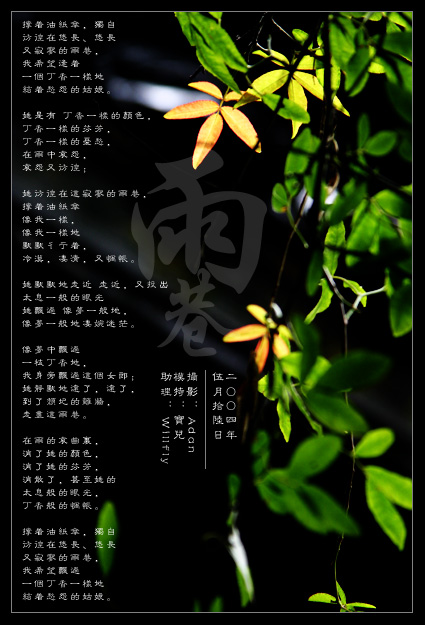 撐着油紙傘，獨自
彷徨在悠長、悠長
又寂寥的雨巷，
我希望逢着
一個丁香一樣地
結着愁怨的姑娘。
她是有 丁香一樣的顏色，
丁香一樣的芬芳，
丁香一樣的憂愁，
在雨中哀怨，
哀怨又彷徨；
她彷徨在這寂寥的雨巷，
撐着油紙傘
像我一樣，
像我一樣地
默默彳亍着，
冷漠，凄清，又惆悵。
她默默地走近 走近，又投出
太息一般的眼光
她飄過 像夢一般地，
像夢一般地凄婉迷茫。
像夢中飄過
一枝丁香地，
我身旁飄過這個女郎；
她靜默地遠了，遠了，
到了頹圮的籬牆，
走盡這雨巷。
在雨的哀曲裏，
消了她的顏色，
消了她的芬芳，
消散了，甚至她的
太息般的眼光，
丁香般的惆悵。
撐着油紙傘，獨自
彷徨在悠長、悠長
又寂寥的雨巷，
我希望飄過
一個丁香一樣地
結着愁怨的姑娘。
雨巷
二〇〇四年
伍月拾陸日
攝影：Adan
模特：寶兒
助理：Willfly